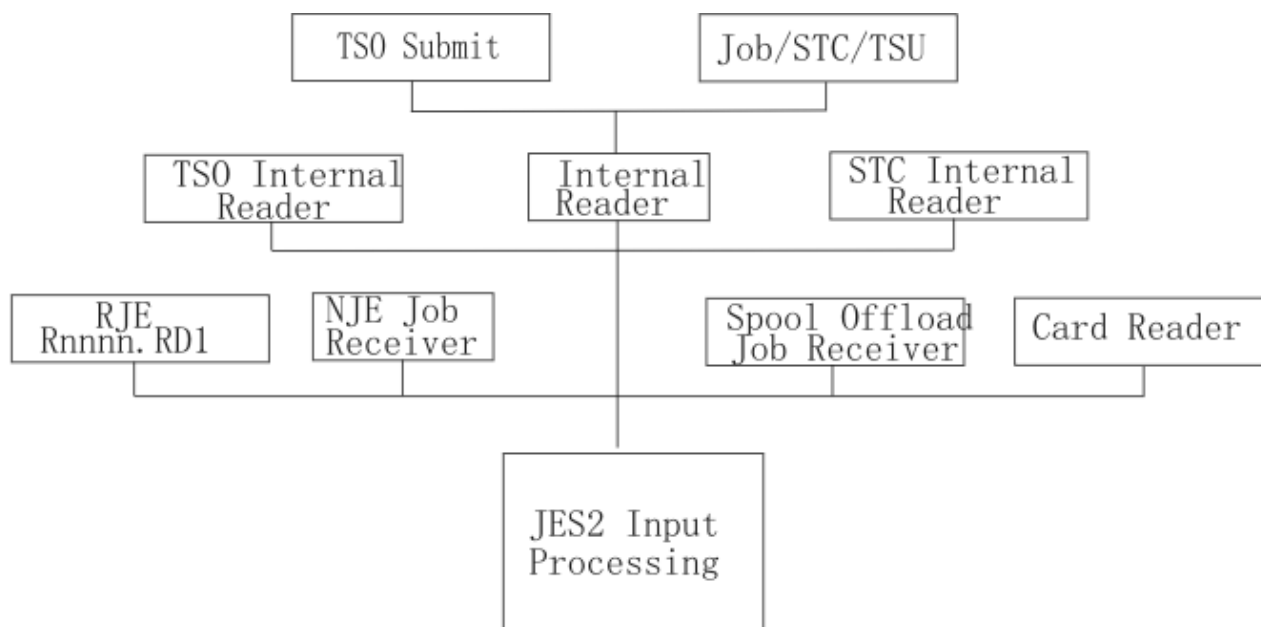 TSO Submit
Job/STC/TSU
TSO Internal
Reader
Internal
Reader
STC Internal
Reader
RJE
Rnnnn.RD1
NJE Job
Receiver
Spool Offload
Job Receiver
Card Reader
JES2 Input
Processing